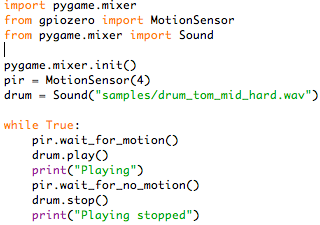 import pygame.mixer
from gpiozero import MotionSensor
from pygame.mixer import Sound

pygame.mixer.init()
pir = MotionSensor(4)
drum = Sound("samples/drum_tom_mid_hard.wav")

while True:
    pir.wait_for_motion()
    drum.play()
    print("Playing")
    pir.wait_for_no_motion()
    drum.stop()
    print("Playing stopped")